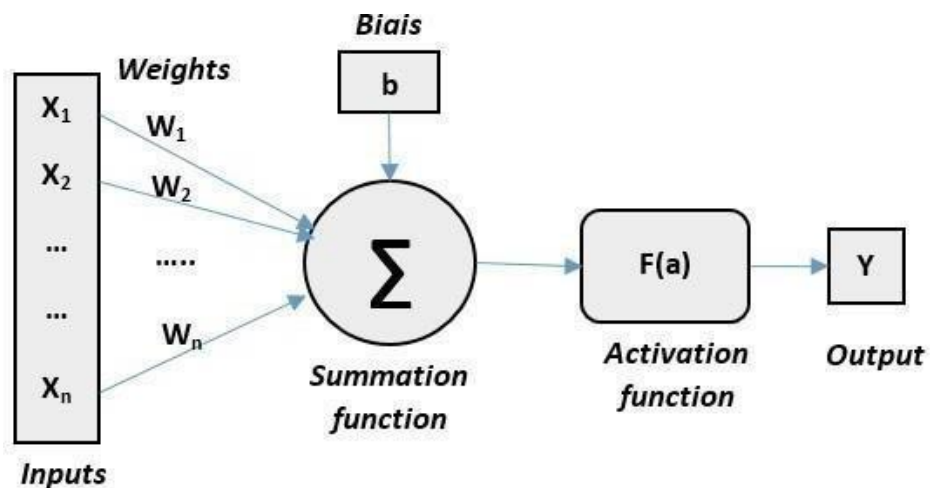 Biais
b
Weights
X₁
W₁
X₂
W₂
...
.....
...
Xₙ
Wₙ
∑
F(a)
Y
Summation
function
Activation
function
Output
Inputs